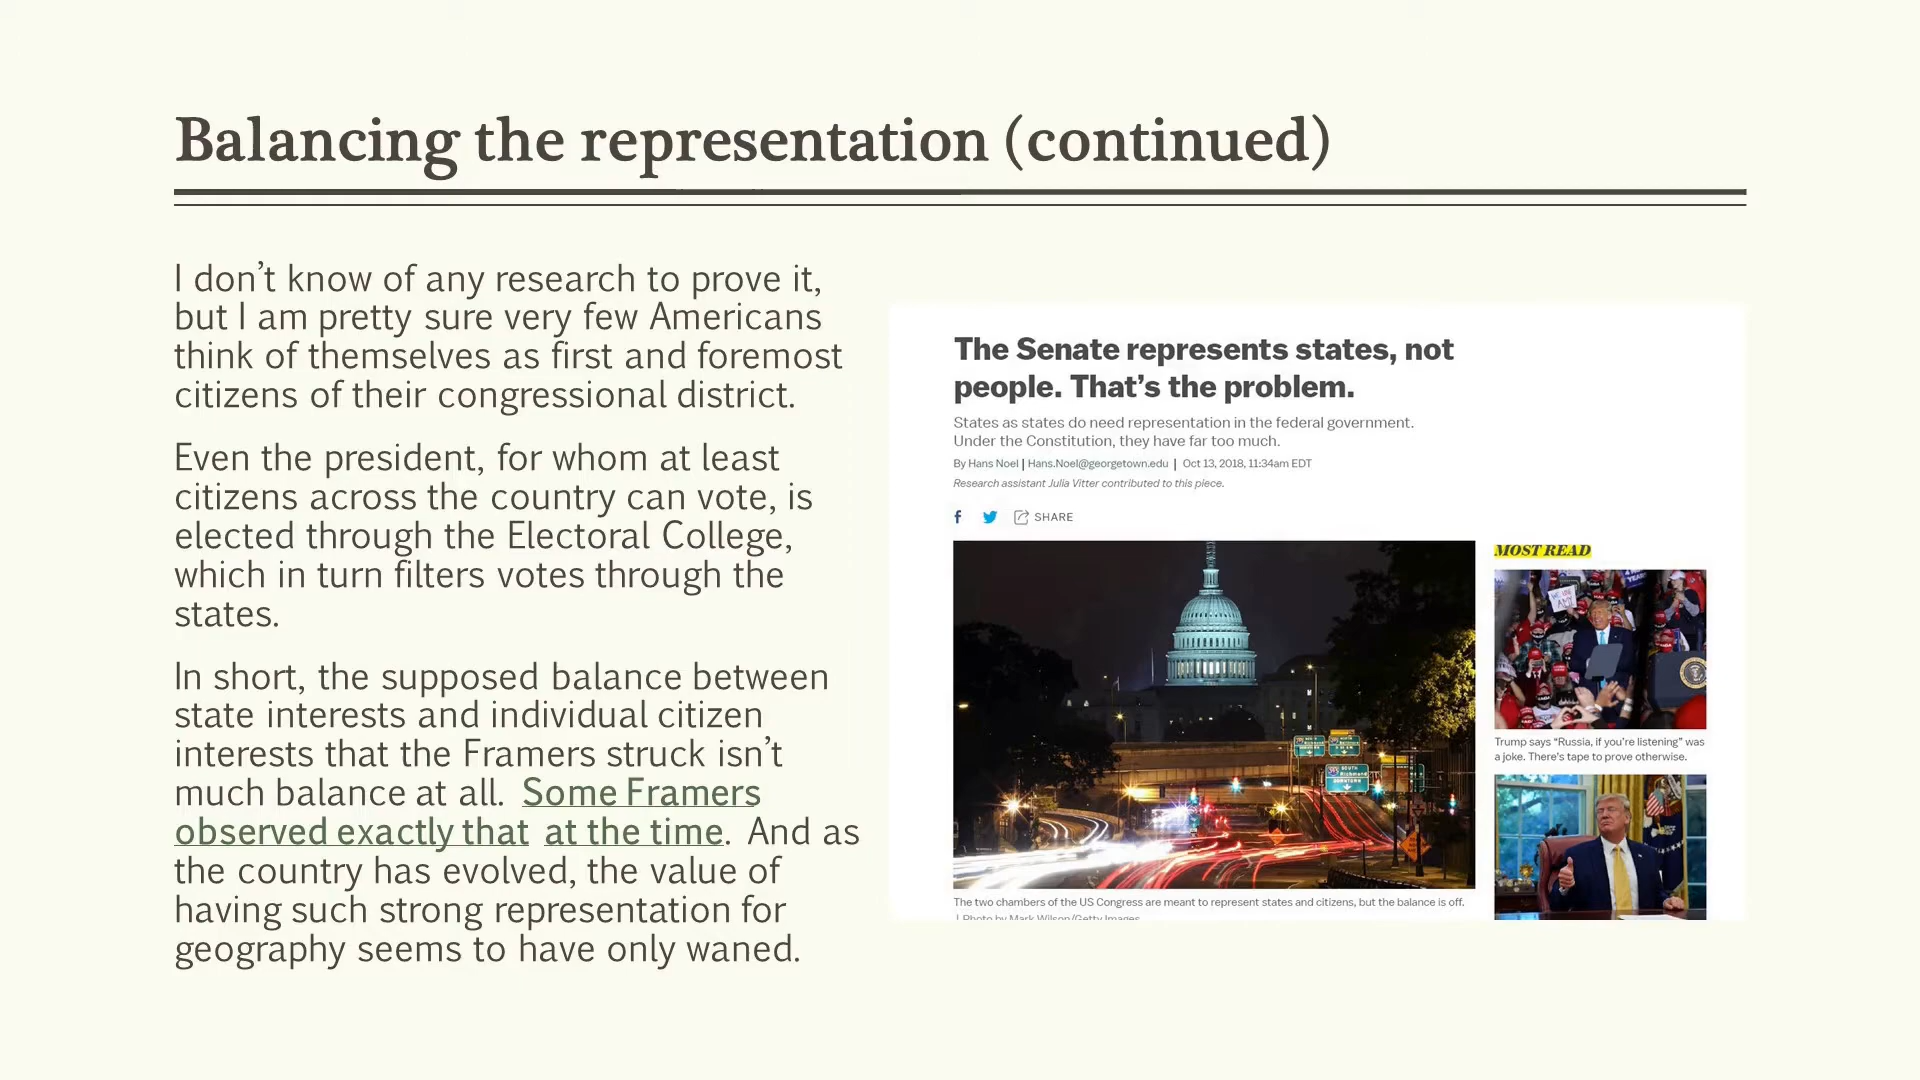 Balancing the representation (continued)
I don’t know of any research to prove it,
but I am pretty sure very few Americans
think of themselves as first and foremost
citizens of their congressional district.
Even the president, for whom at least
citizens across the country can vote, is
elected through the Electoral College,
which in turn filters votes through the
states.
In short, the supposed balance between
state interests and individual citizen
interests that the Framers struck isn’t
much balance at all. Some Framers
observed exactly that at the time. And as
the country has evolved, the value of
having such strong representation for
geography seems to have only waned.
The Senate represents states, not
people. That’s the problem.
States as states do need representation in the federal government.
Under the Constitution, they have far too much.
By Hans Noel | Hans.Noel@georgetown.edu | Oct 13, 2018, 11:34am EDT
Research assistant Julia Vitter contributed to this piece.
SHARE
SOUTH
Richmond
The two chambers of the US Congress are meant to represent states and citizens, but the balance is off.
| Photo by Mark Wilson/Getty Images
MOST READ
Trump says “Russia, if you’re listening” was
a joke. There’s tape to prove otherwise.